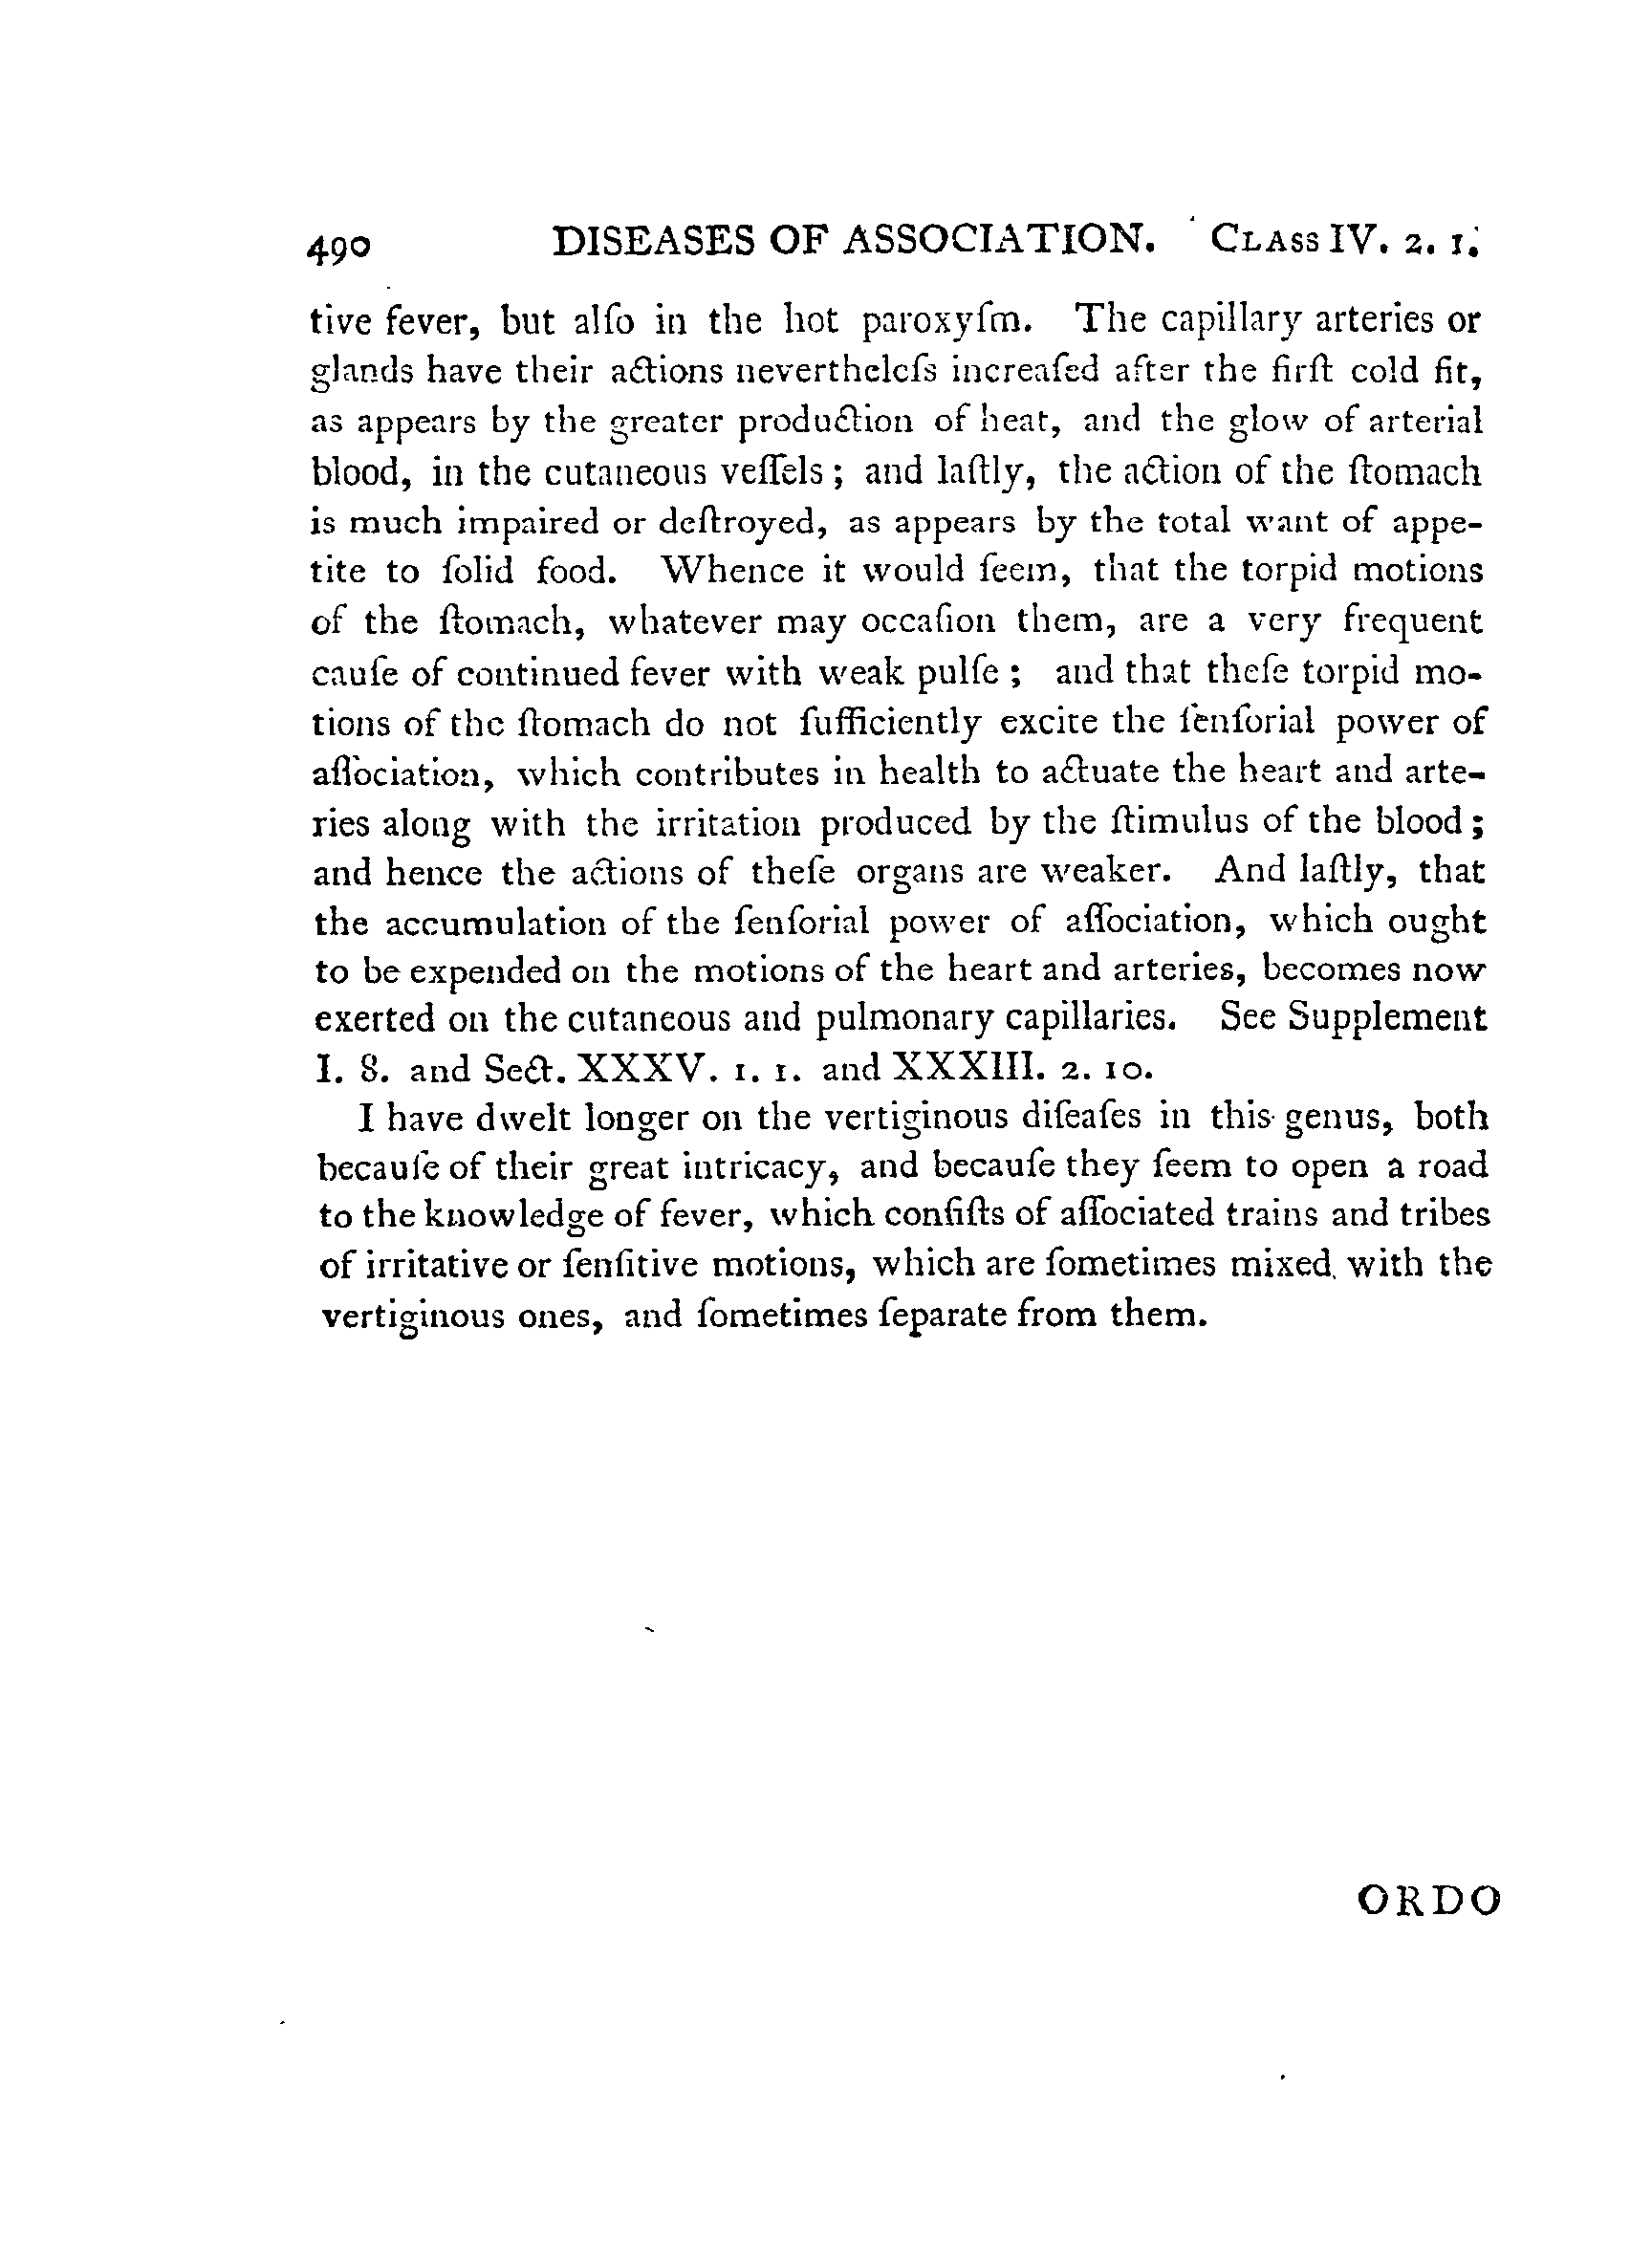 490 DISEASES OF ASSOCIATION. CLASS IV. 2. 1.
tive fever, but alſo in the hot paroxyſm. The capillary arteries or
glands have their actions nevertheleſs increaſed after the firſt cold fit,
as appears by the greater production of heat, and the glow of arterial
blood, in the cutaneous veſſels; and laſtly, the action of the ſtomach
is much impaired or deſtroyed, as appears by the total want of appe-
tite to ſolid food. Whence it would ſeem, that the torpid motions
of the ſtomach, whatever may occaſion them, are a very frequent
cauſe of continued fever with weak pulſe; and that theſe torpid mo-
tions of the ſtomach do not ſufficiently excite the ſenſorial power of
aſſociation, which contributes in health to actuate the heart and arte-
ries along with the irritation produced by the ſtimulus of the blood;
and hence the actions of theſe organs are weaker. And laſtly, that
the accumulation of the ſenſorial power of aſſociation, which ought
to be expended on the motions of the heart and arteries, becomes now
exerted on the cutaneous and pulmonary capillaries. See Supplement
I. 8. and Sect. XXXV. 1. 1. and XXXIII. 2. 10.
I have dwelt longer on the vertiginous diſeaſes in this genus, both
becauſe of their great intricacy, and becauſe they ſeem to open a road
to the knowledge of fever, which conſiſts of aſſociated trains and tribes
of irritative or ſenſitive motions, which are ſometimes mixed with the
vertiginous ones, and ſometimes ſeparate from them.
ORDO